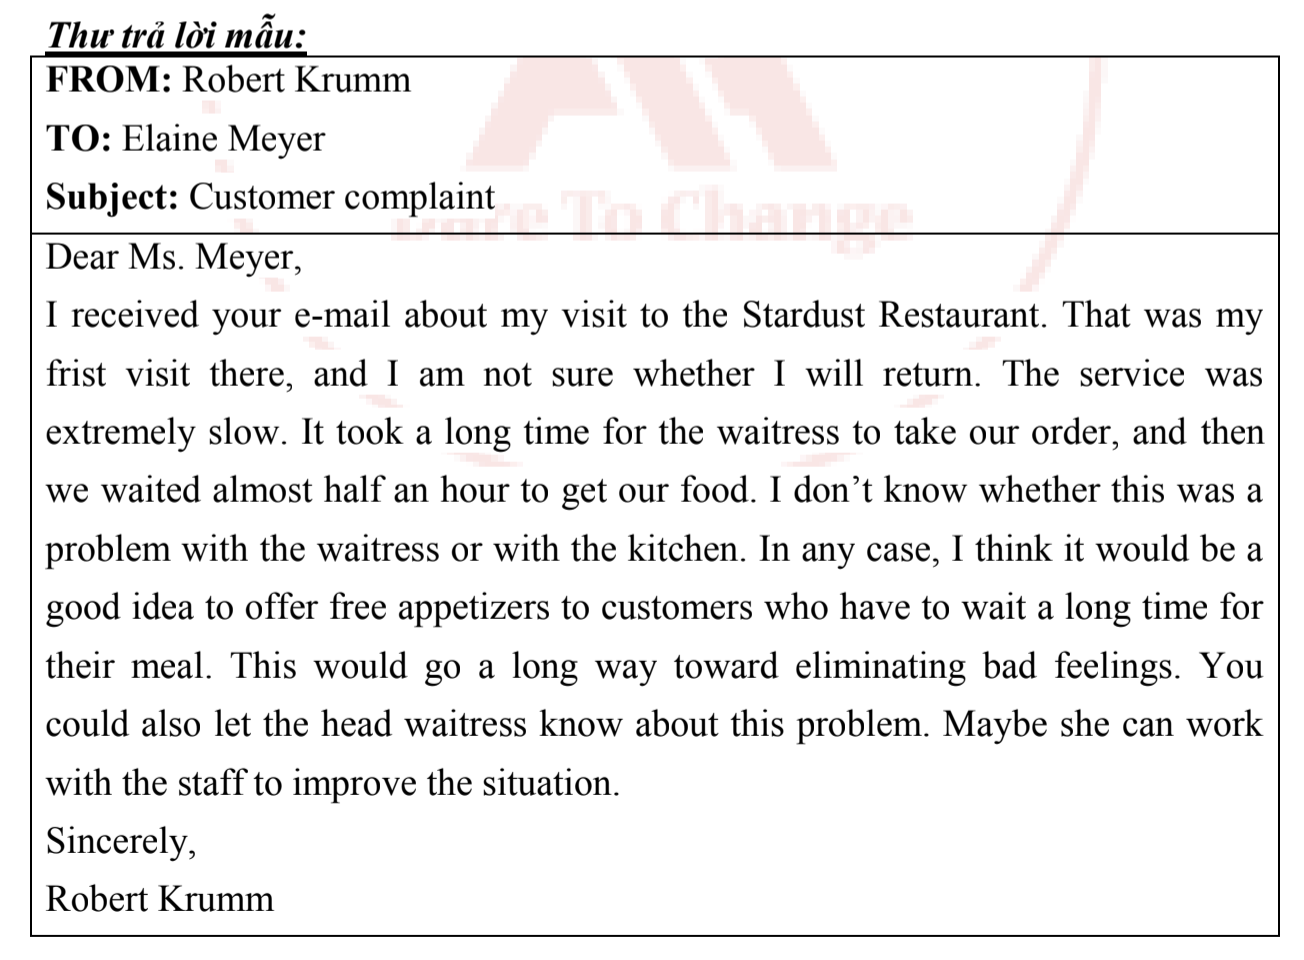 Thư trả lời mẫu:
FROM: Robert Krumm
TO: Elaine Meyer
Subject: Customer complaint
Dare To Change
Dear Ms. Meyer,
I received your e-mail about my visit to the Stardust Restaurant. That was my
frist visit there, and I am not sure whether I will return. The service was
extremely slow. It took a long time for the waitress to take our order, and then
we waited almost half an hour to get our food. I don’t know whether this was a
problem with the waitress or with the kitchen. In any case, I think it would be a
good idea to offer free appetizers to customers who have to wait a long time for
their meal. This would go a long way toward eliminating bad feelings. You
could also let the head waitress know about this problem. Maybe she can work
with the staff to improve the situation.
Sincerely,
Robert Krumm